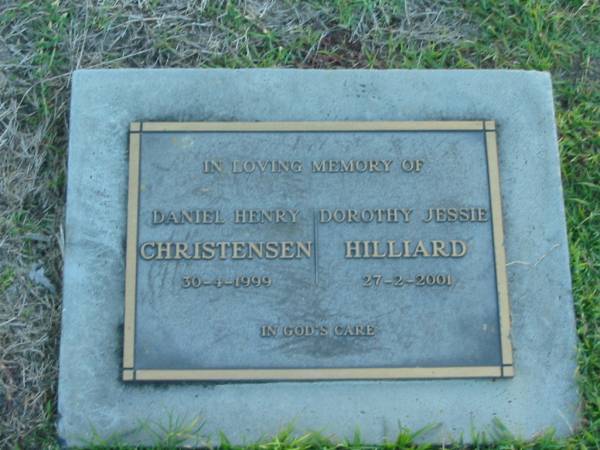 IN LOVING MEMORY OF
DANIEL HENRY
CHRISTENSEN
30-4-1999
DOROTHY JESSIE
HILLIARD
27-2-2001
IN GOD'S CARE